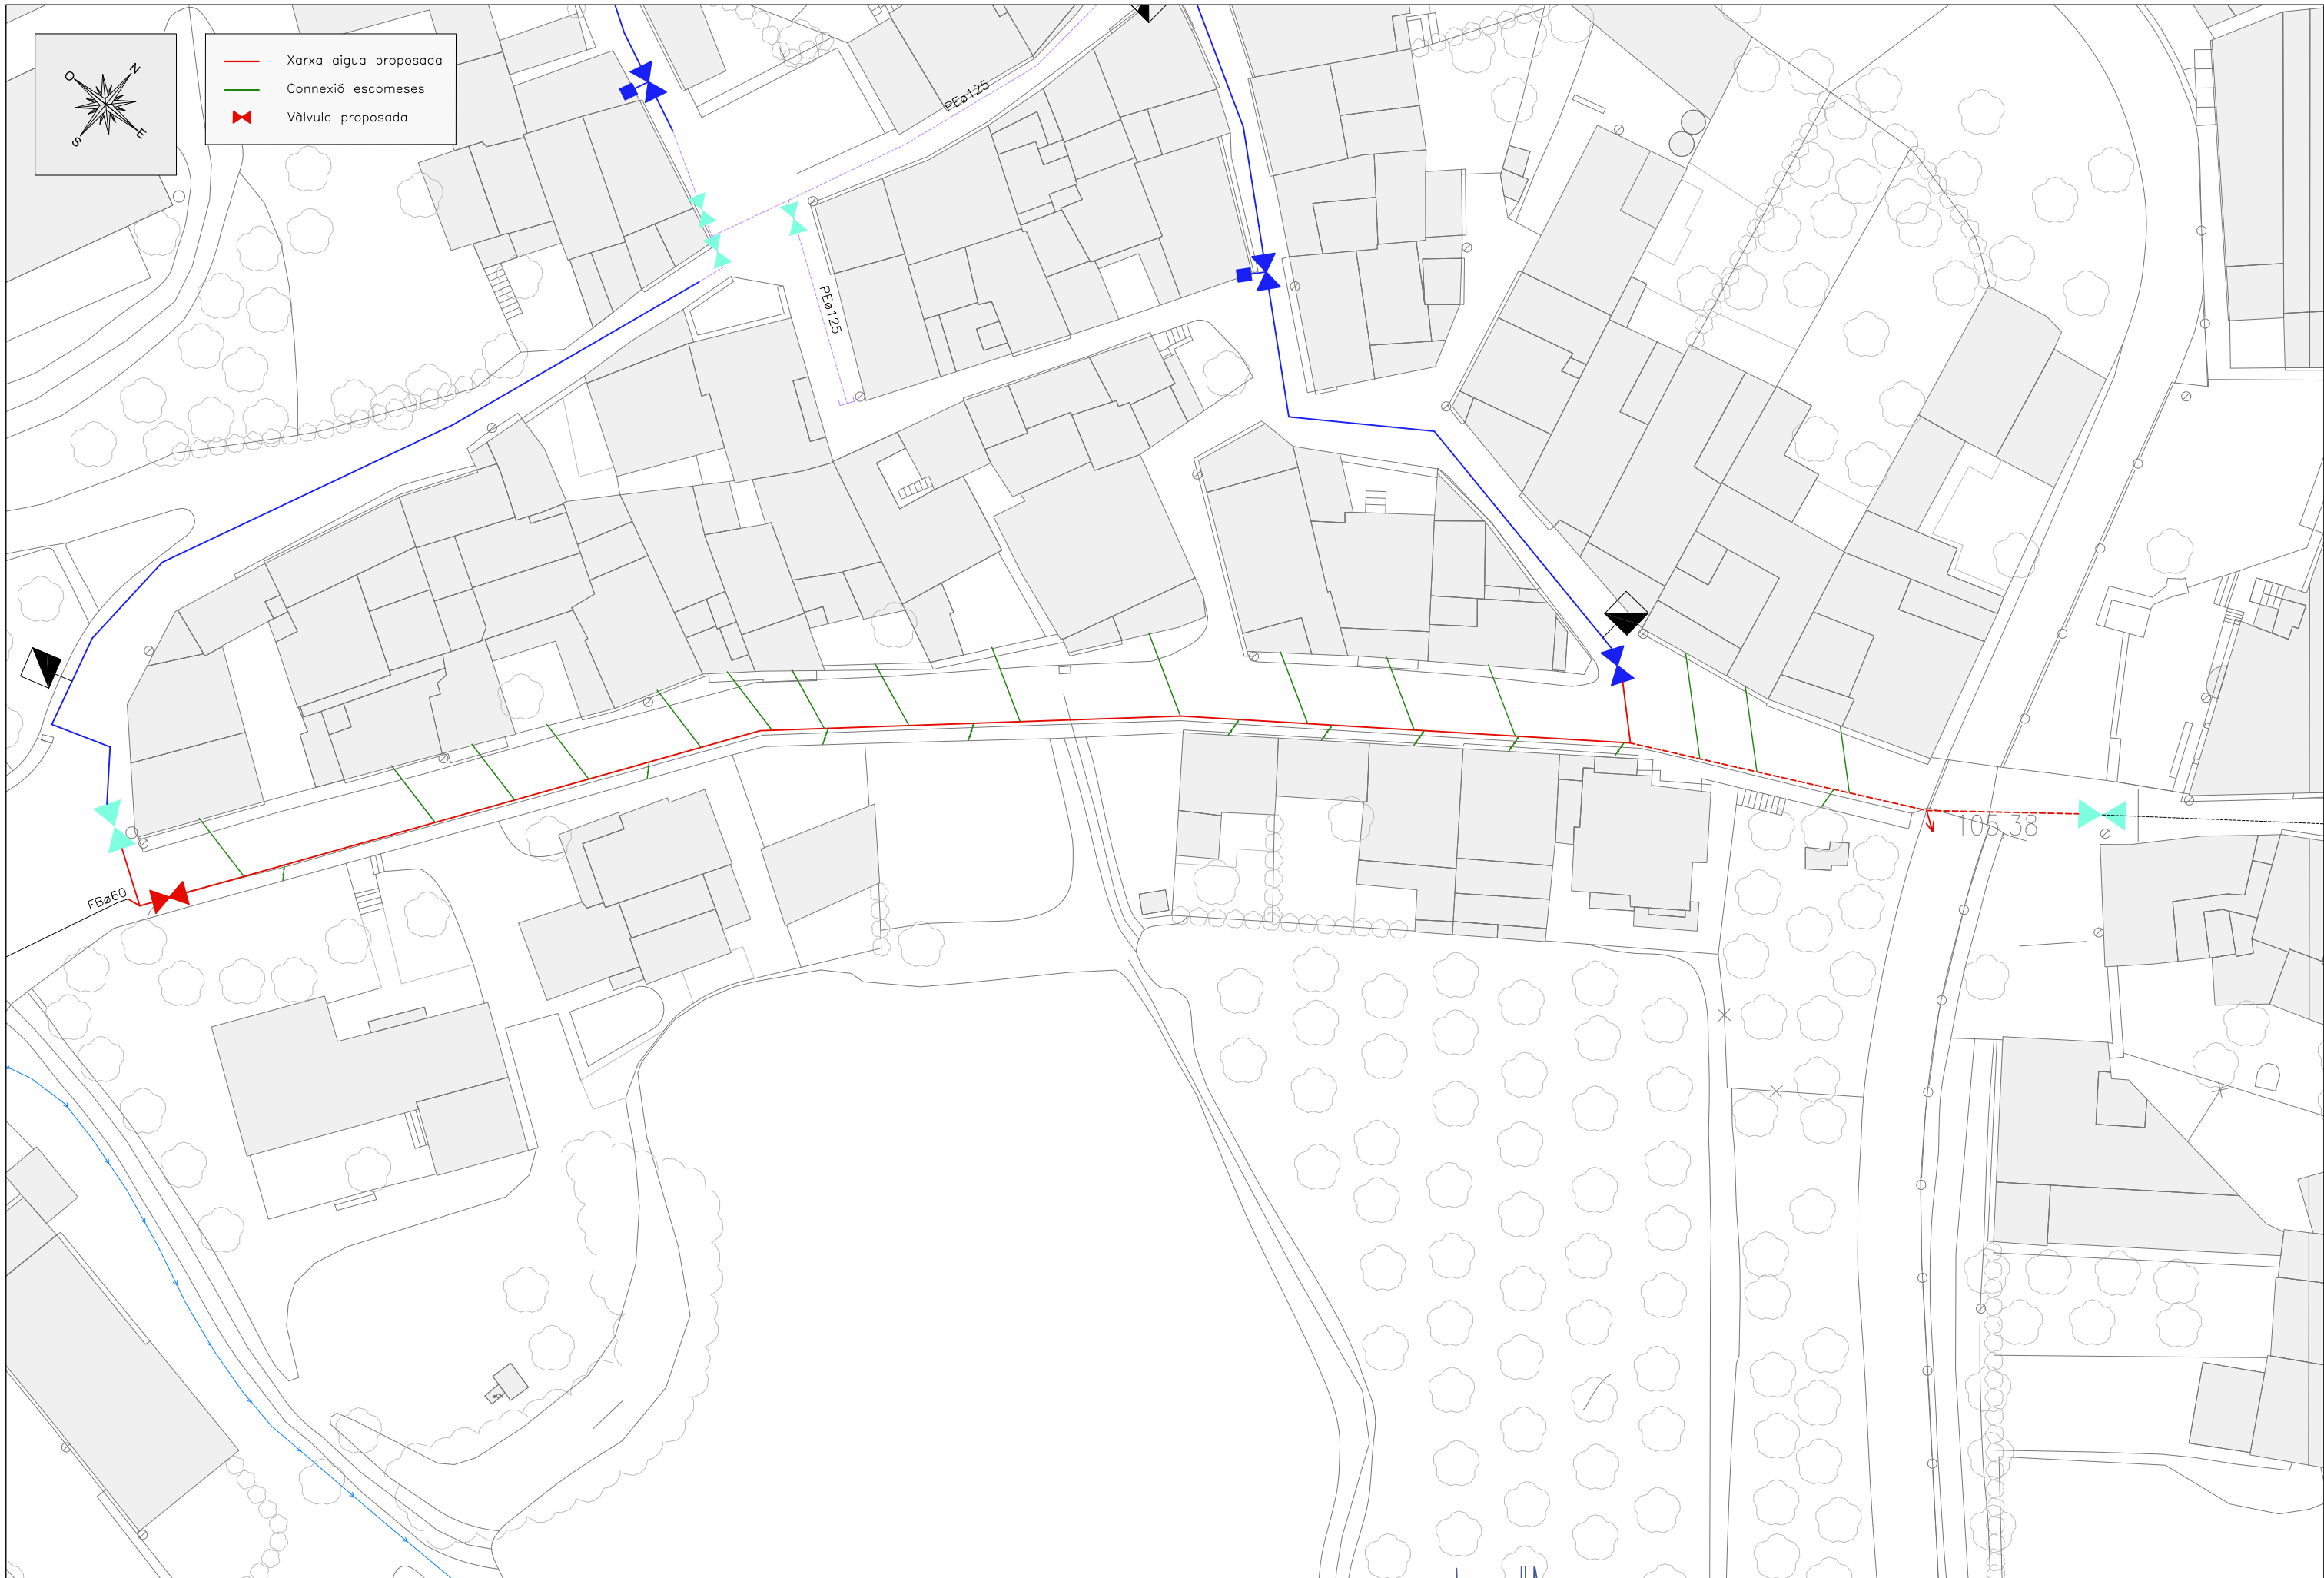 N
O
E
S
Xarxa aigua proposada
Connexió escomeses
Vàlvula proposada
PEø125
PEø125
FBø60
105,38